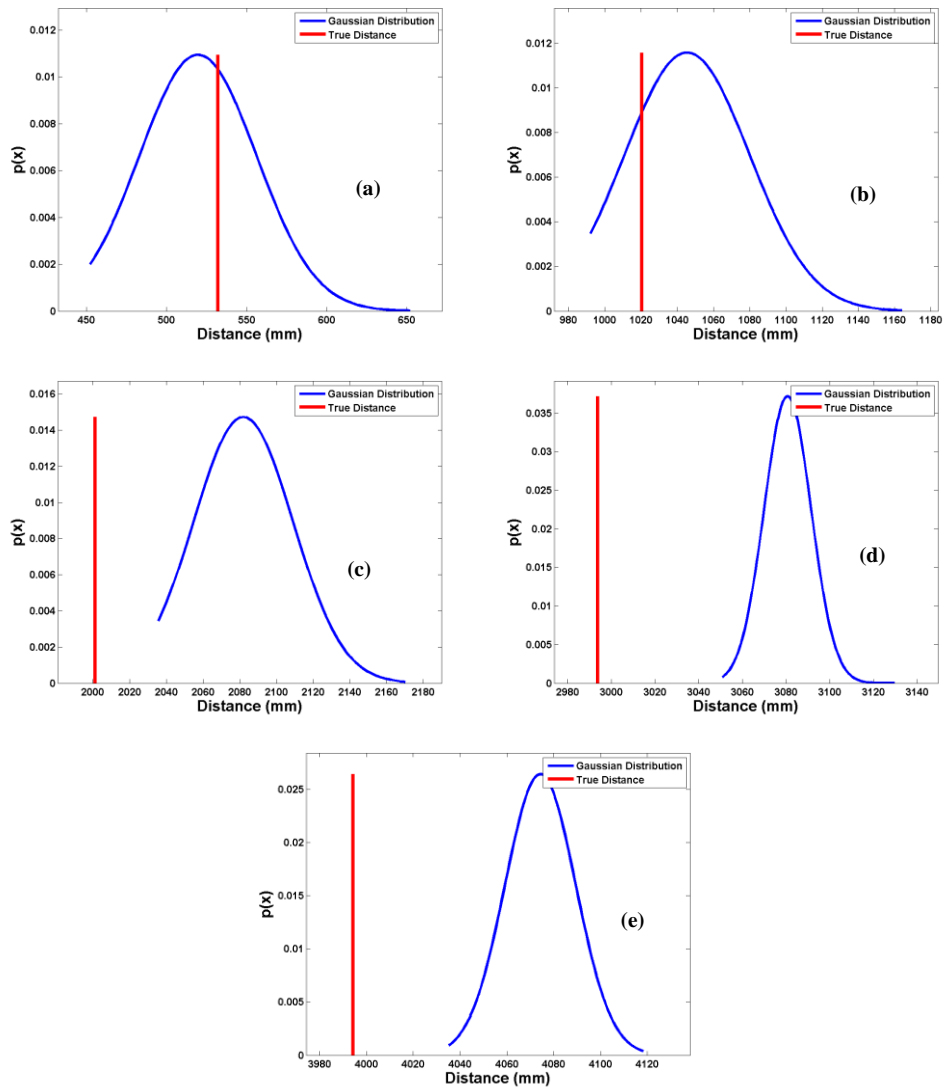 Gaussian Distribution
True Distance
0.012
0.01
0.008
0.006
0.004
0.002
0
p(x)
(a)
450 500 550 600 650
Distance (mm)
Gaussian Distribution
True Distance
0.014
0.012
0.01
0.008
0.006
0.004
0.002
0
p(x)
(b)
980 1000 1020 1040 1060 1080 1100 1120 1140 1160 1180
Distance (mm)
Gaussian Distribution
True Distance
0.016
0.014
0.012
0.01
0.008
0.006
0.004
0.002
0
p(x)
(c)
2000 2020 2040 2060 2080 2100 2120 2140 2160 2180
Distance (mm)
Gaussian Distribution
True Distance
0.035
0.03
0.025
0.02
0.015
0.01
0.005
0
p(x)
(d)
2980 3000 3020 3040 3060 3080 3100 3120 3140
Distance (mm)
Gaussian Distribution
True Distance
0.025
0.02
0.015
0.01
0.005
0
p(x)
(e)
3980 4000 4020 4040 4060 4080 4100 4120
Distance (mm)